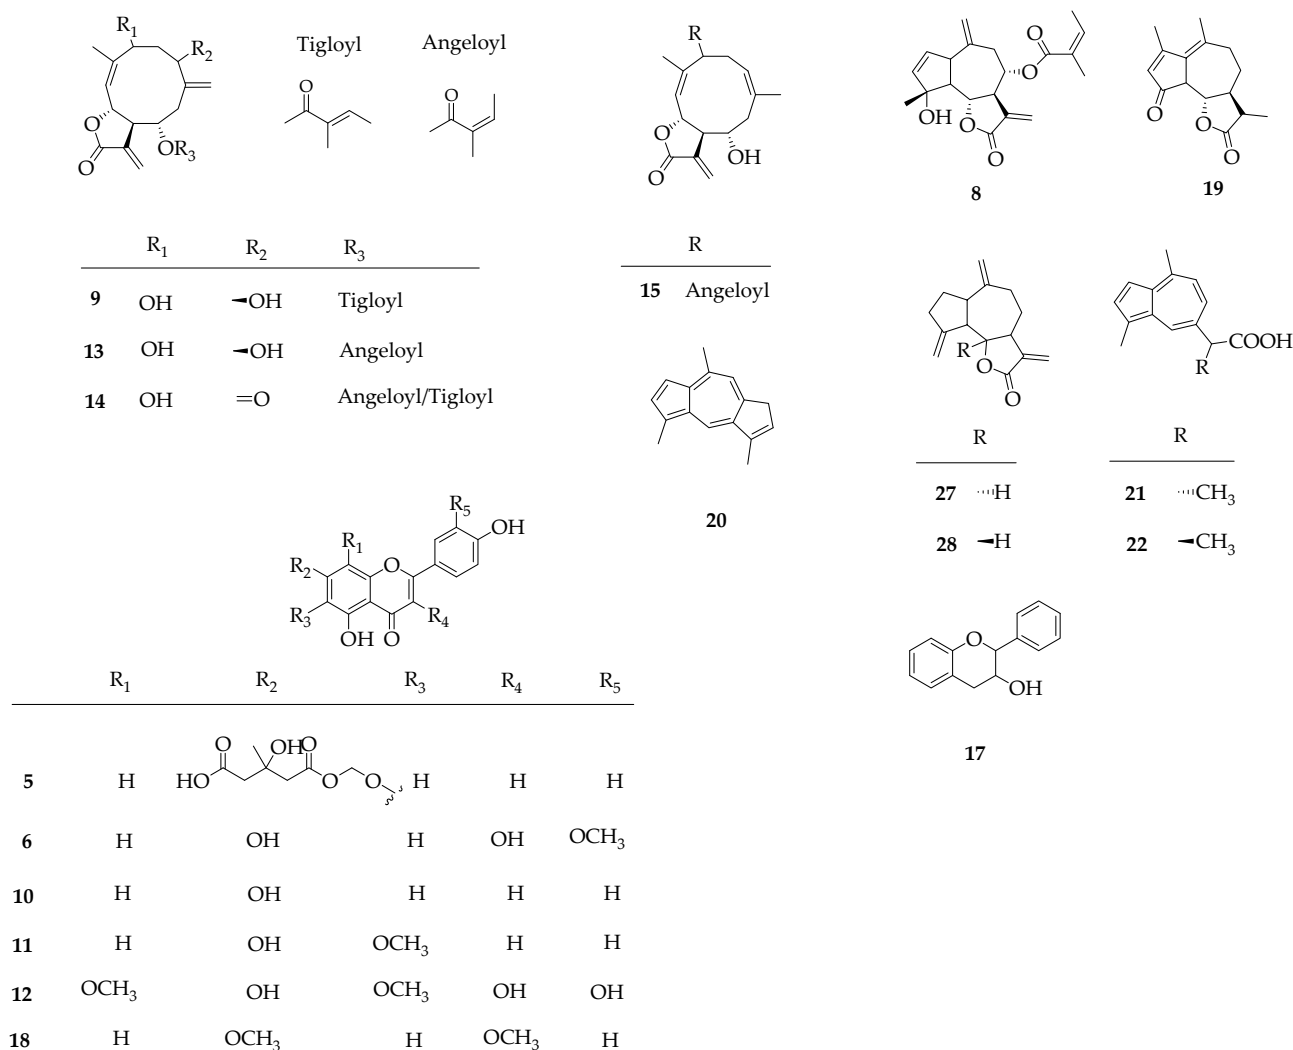 R1
R2
O
O
OR3
Tigloyl
O
Angeloyl
O
R
O
O
OH
O
O
OH
O
O
8
O
O
O
19
R1 R2 R3
9 OH OH Tigloyl
13 OH OH Angeloyl
14 OH =O Angeloyl/Tigloyl
R
15 Angeloyl
20
R
O
O
R
27 H
28 H
COOH
R
R
21 CH3
22 CH3
R5
OH
R1
R2
O
R3
R4
OH O
O
OH
17
R1 R2 R3 R4 R5
5 H HO O OH O O O H H H
6 H OH H OH OCH3
10 H OH H H H
11 H OH OCH3 H H
12 OCH3 OH OCH3 OH OH
18 H OCH3 H OCH3 H